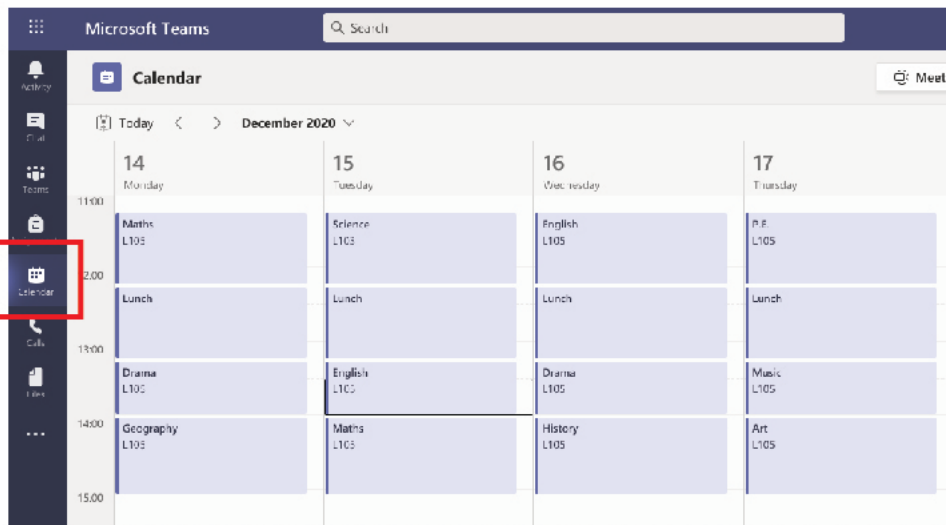 Microsoft Teams
Search
Activity
Calendar
Meet
Chat
Today
December 2020
Teams
14
15
16
17
Monday
Tuesday
Wednesday
Thursday
11:00
Maths
Science
English
P.E.
L105
L105
L105
L105
Calendar
Lunch
Lunch
Lunch
Lunch
Calls
13:00
Drama
English
Drama
Music
L105
L105
L105
L105
Files
14:00
Geography
Maths
History
Art
L105
L105
L105
L105
15:00